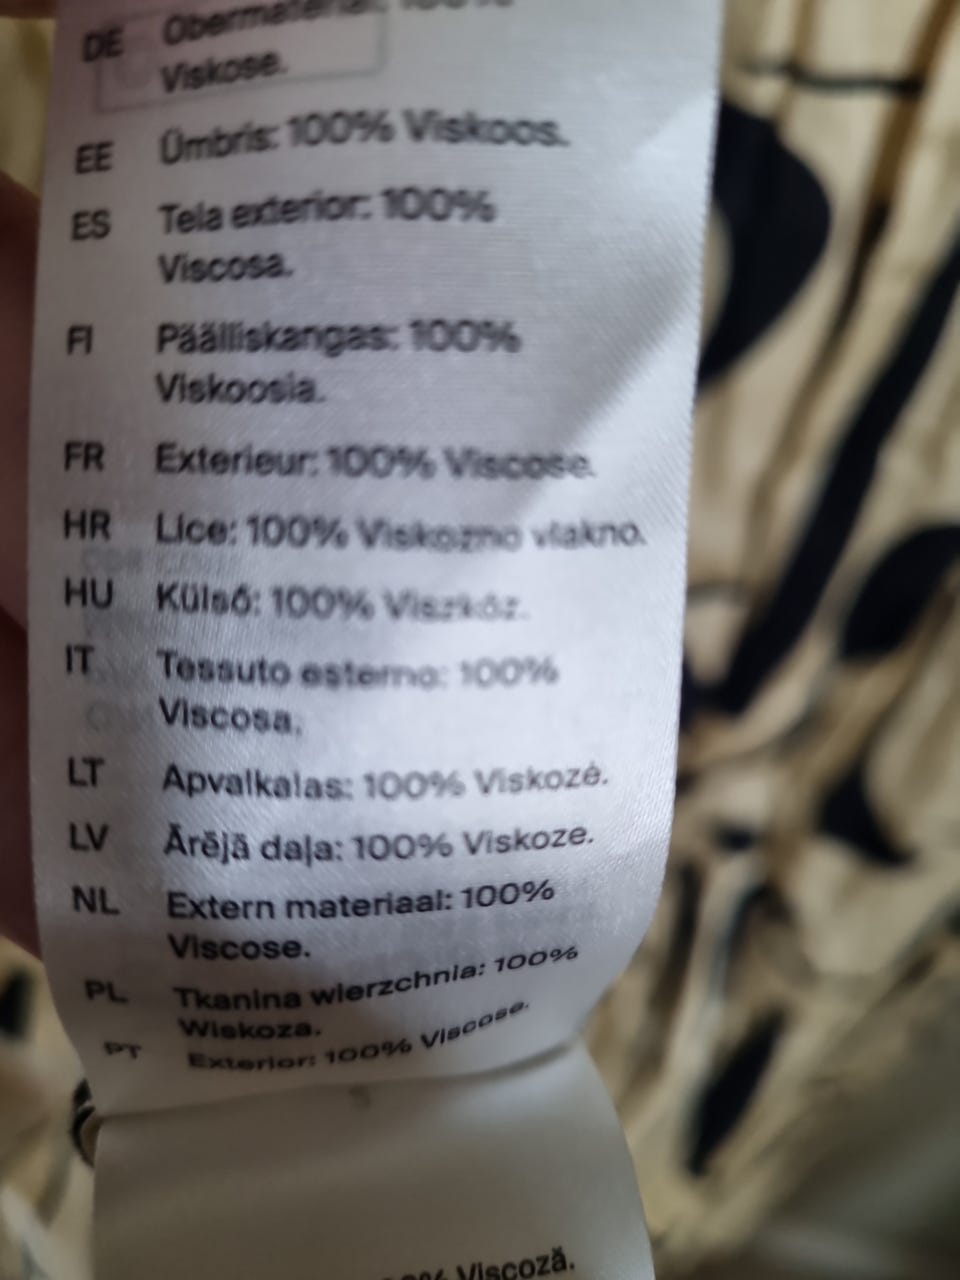 DE Obermaterial: 100%
Viskose.
EE Ümbris: 100% Viskoos.
ES Tela exterior: 100%
Viscosa.
FI Päälliskangas: 100%
Viskoosia.
FR Exterieur: 100% Viscose.
HR Lice: 100% Viskozno vlakno.
HU Külső: 100% Viszkóz.
IT Tessuto esterno: 100%
Viscosa.
LT Apvalkalas: 100% Viskozė.
LV Ārējā daļa: 100% Viskoze.
NL Extern materiaal: 100%
Viscose.
PL Tkanina wierzchnia: 100%
Wiskoza.
PT Exterior: 100% Viscose.
Viscoză.